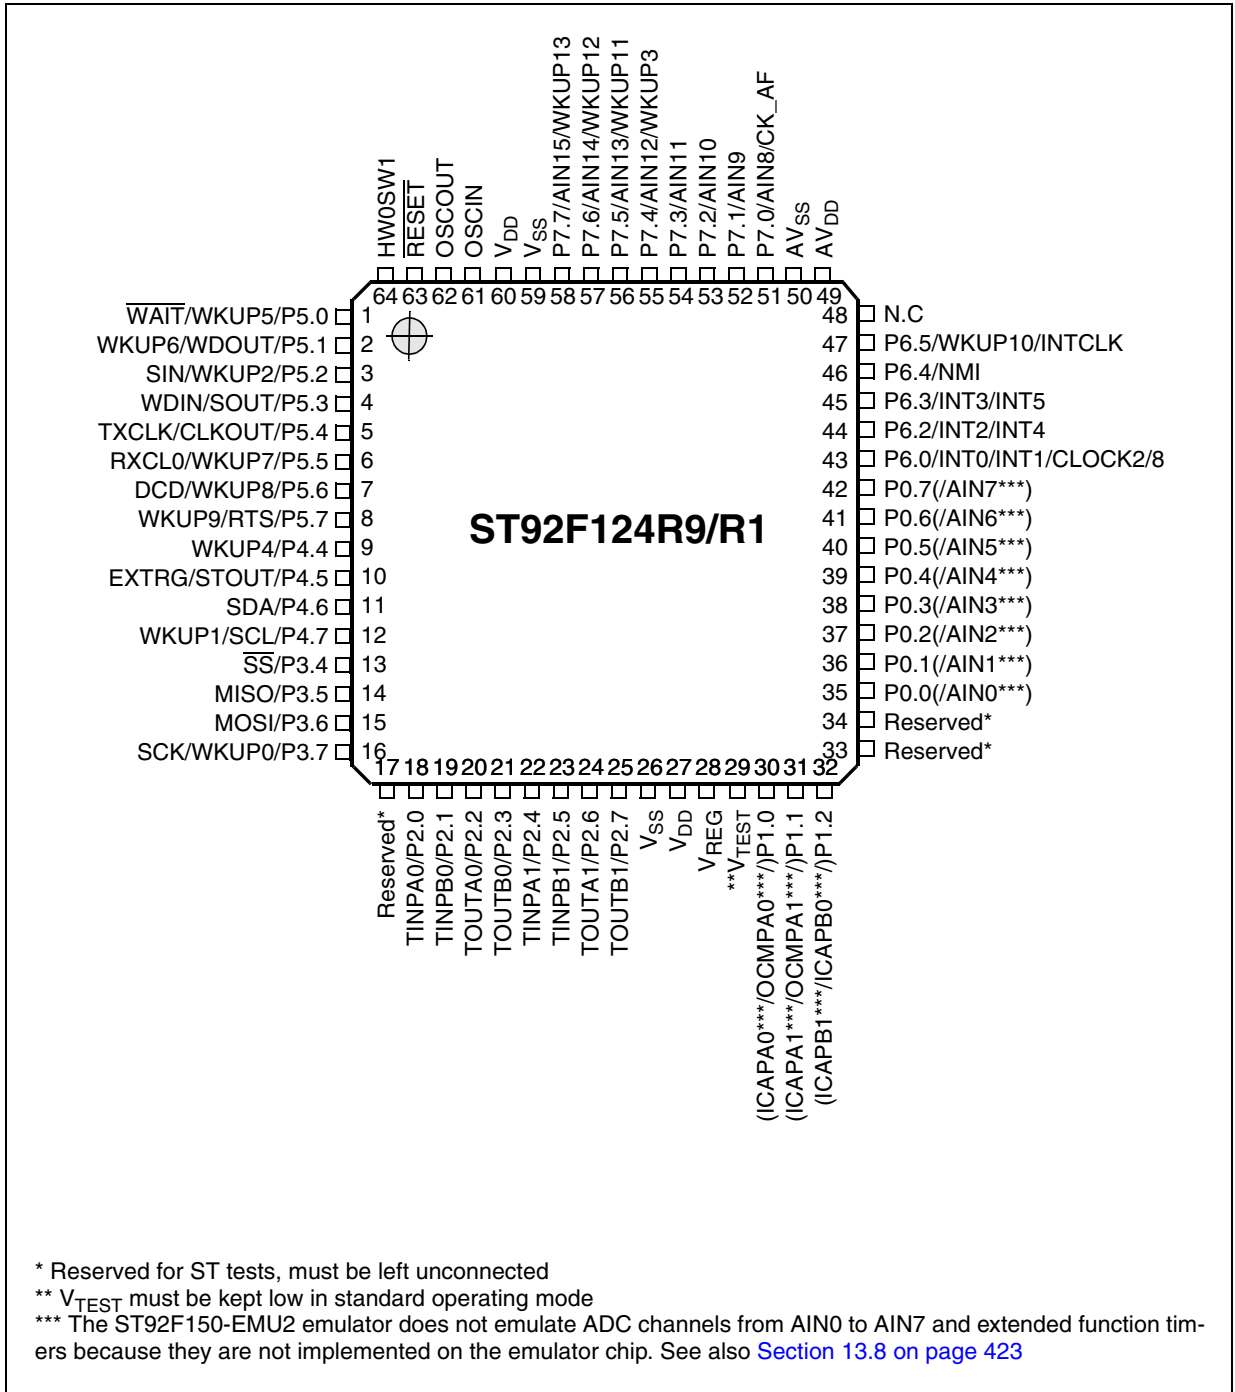 HW0SW1
RESET
OSCOUT
OSCIN
VDD
VSS
P7.7/AIN15/WKUP13
P7.6/AIN14/WKUP12
P7.5/AIN13/WKUP11
P7.4/AIN12/WKUP3
P7.3/AIN11
P7.2/AIN10
P7.1/AIN9
P7.0/AIN8/CK_AF
AVSS
AVDD
64 63 62 61 60 59 58 57 56 55 54 53 52 51 50 49
WAIT/WKUP5/P5.0 1
WKUP6/WDOUT/P5.1 2
SIN/WKUP2/P5.2 3
WDIN/SOUT/P5.3 4
TXCLK/CLKOUT/P5.4 5
RXCL0/WKUP7/P5.5 6
DCD/WKUP8/P5.6 7
WKUP9/RTS/P5.7 8
WKUP4/P4.4 9
EXTRG/STOUT/P4.5 10
SDA/P4.6 11
WKUP1/SCL/P4.7 12
SS/P3.4 13
MISO/P3.5 14
MOSI/P3.6 15
SCK/WKUP0/P3.7 16
ST92F124R9/R1
48 N.C
47 P6.5/WKUP10/INTCLK
46 P6.4/NMI
45 P6.3/INT3/INT5
44 P6.2/INT2/INT4
43 P6.0/INT0/INT1/CLOCK2/8
42 P0.7(/AIN7***)
41 P0.6(/AIN6***)
40 P0.5(/AIN5***)
39 P0.4(/AIN4***)
38 P0.3(/AIN3***)
37 P0.2(/AIN2***)
36 P0.1(/AIN1***)
35 P0.0(/AIN0***)
34 Reserved*
33 Reserved*
17 18 19 20 21 22 23 24 25 26 27 28 29 30 31 32
Reserved*
TINPA0/P2.0
TINPB0/P2.1
TOUTA0/P2.2
TOUTB0/P2.3
TINPA1/P2.4
TINPB1/P2.5
TOUTA1/P2.6
TOUTB1/P2.7
VSS
VDD
VREG
**VTEST
(ICAPA0***/OCMPA0***/)P1.0
(ICAPA1***/OCMPA1***/)P1.1
(ICAPB1***/ICAPB0***/)P1.2
* Reserved for ST tests, must be left unconnected
** VTEST must be kept low in standard operating mode
*** The ST92F150-EMU2 emulator does not emulate ADC channels from AIN0 to AIN7 and extended function tim-
ers because they are not implemented on the emulator chip. See also Section 13.8 on page 423